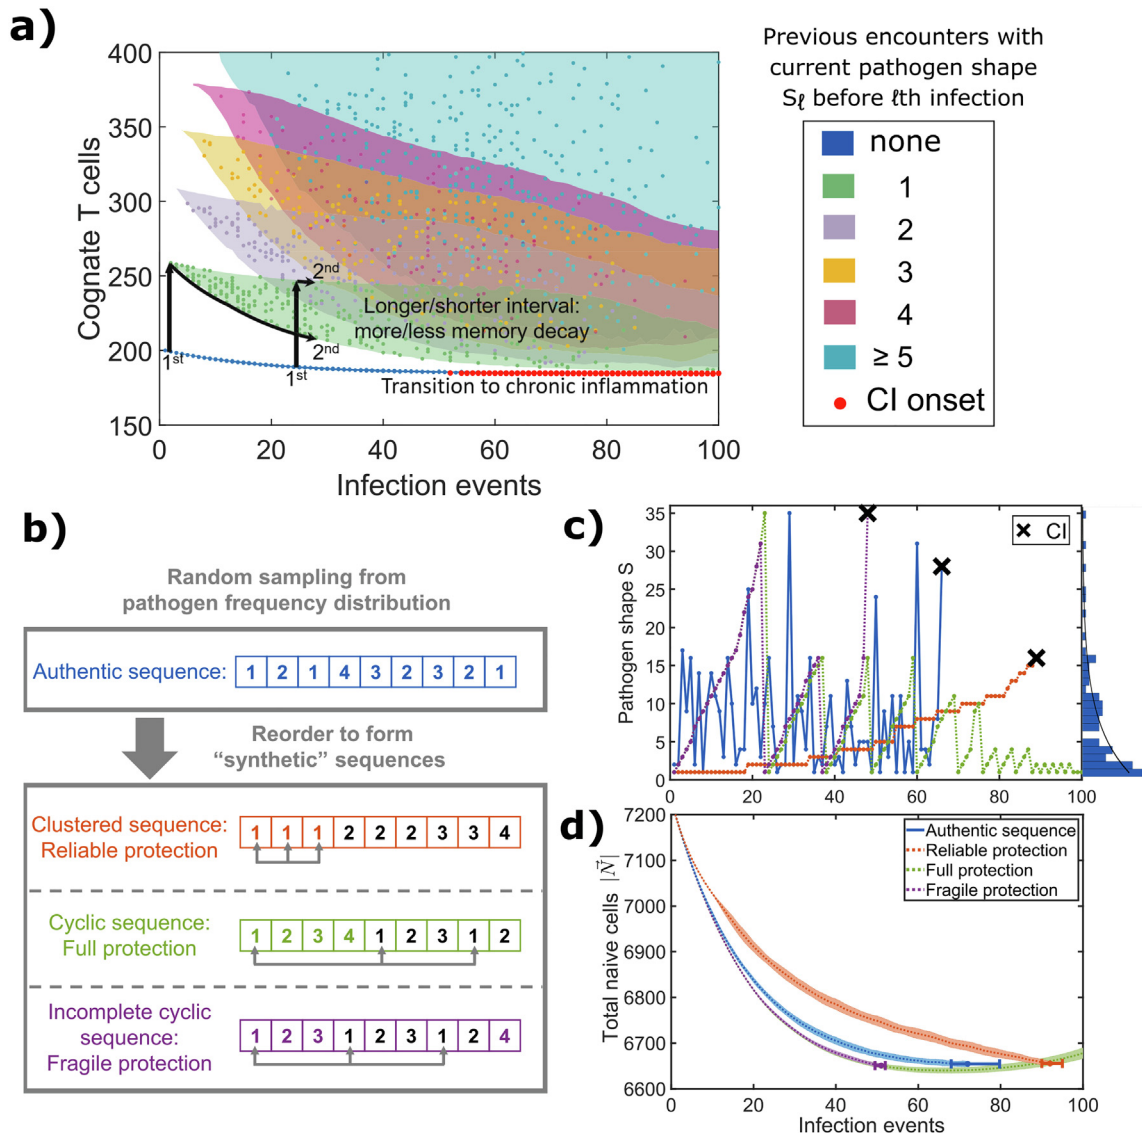 a)
400
350
300
250
200
150
Cognate T cells
2nd
Longer/shorter interval:
more/less memory decay
2nd
1st
1st
Transition to chronic inflammation
0
20
40
60
80
100
Infection events
Previous encounters with
current pathogen shape
Sℓ before ℓth infection
none
1
2
3
4
≥ 5
CI onset
b)
Random sampling from
pathogen frequency distribution
Authentic sequence:
1 2 1 4 3 2 3 2 1
Reorder to form
“synthetic” sequences
Clustered sequence:
Reliable protection
1 1 1 2 2 2 3 3 4
Cyclic sequence:
Full protection
1 2 3 4 1 2 3 1 2
Incomplete cyclic
sequence:
Fragile protection
1 2 3 1 2 3 1 2 4
c)
35
30
25
20
15
10
5
0
Pathogen shape S
CI
0
20
40
60
80
100
d)
7200
7100
7000
6900
6800
6700
6600
Total naive cells |N⃗|
Authentic sequence
Reliable protection
Full protection
Fragile protection
0
20
40
60
80
100
Infection events